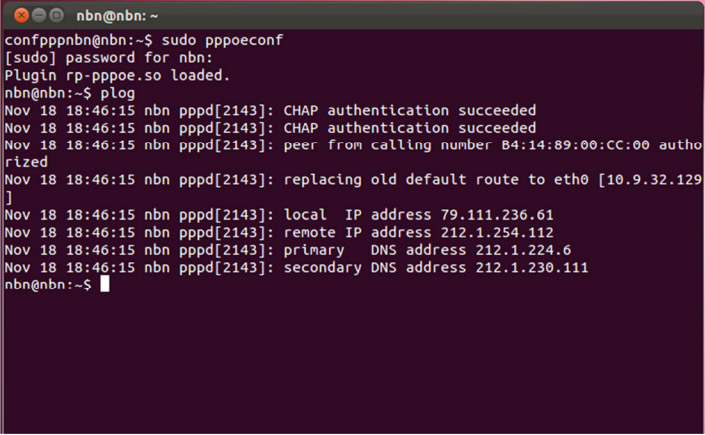 nbn@nbn: ~
confpppnbn@nbn:~$ sudo pppoeconf
[sudo] password for nbn:
Plugin rp-pppoe.so loaded.
nbn@nbn:~$ plog
Nov 18 18:46:15 nbn pppd[2143]: CHAP authentication succeeded
Nov 18 18:46:15 nbn pppd[2143]: CHAP authentication succeeded
Nov 18 18:46:15 nbn pppd[2143]: peer from calling number B4:14:89:00:CC:00 autho
rized
Nov 18 18:46:15 nbn pppd[2143]: replacing old default route to eth0 [10.9.32.129
]
Nov 18 18:46:15 nbn pppd[2143]: local  IP address 79.111.236.61
Nov 18 18:46:15 nbn pppd[2143]: remote IP address 212.1.254.112
Nov 18 18:46:15 nbn pppd[2143]: primary   DNS address 212.1.224.6
Nov 18 18:46:15 nbn pppd[2143]: secondary DNS address 212.1.230.111
nbn@nbn:~$